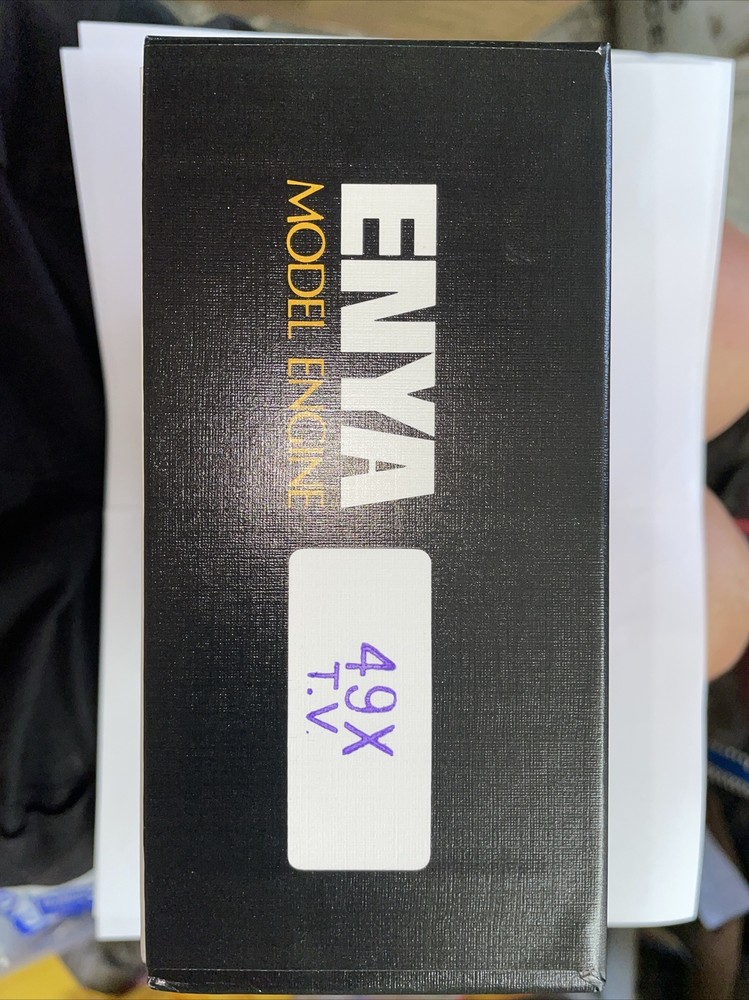 ENYA
MODEL ENGINE
49X
T.V.